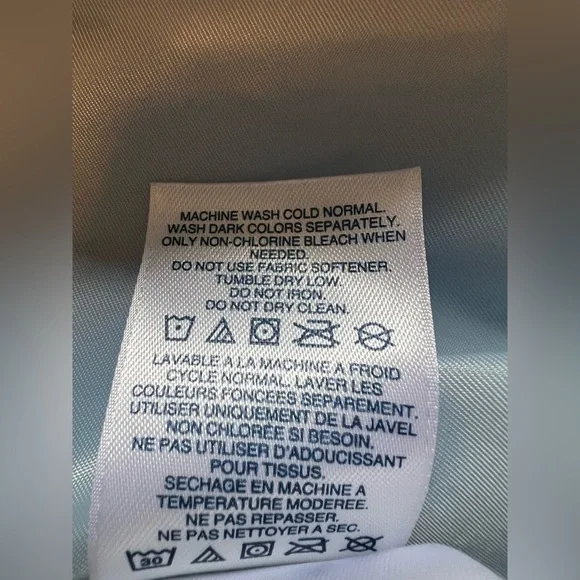 MACHINE WASH COLD NORMAL.
WASH DARK COLORS SEPARATELY.
ONLY NON-CHLORINE BLEACH WHEN
NEEDED.
DO NOT USE FABRIC SOFTENER.
TUMBLE DRY LOW.
DO NOT IRON.
DO NOT DRY CLEAN.
LAVABLE A LA MACHINE A FROID
CYCLE NORMAL. LAVER LES
COULEURS FONCEES SEPAREMENT.
UTILISER UNIQUEMENT DE LA JAVEL
NON CHLOREE SI BESOIN.
NE PAS UTILISER D'ADOUCISSANT
POUR TISSUS.
SECHAGE EN MACHINE A
TEMPERATURE MODEREE.
NE PAS REPASSER.
NE PAS NETTOYER A SEC.
30